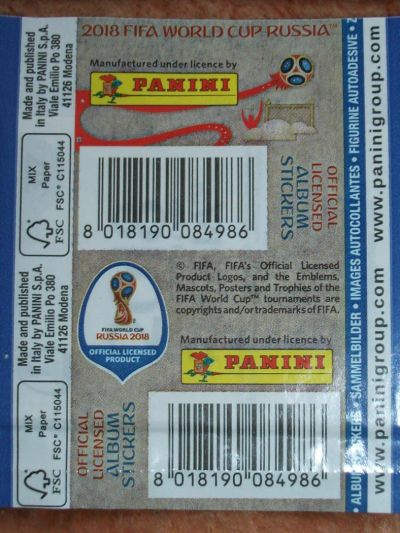 2018 FIFA WORLD CUP RUSSIA™
Manufactured under licence by
PANINI
OFFICIAL
LICENSED
ALBUM
STICKERS
8 018190 084986
Made and published
in Italy by PANINI S.p.A.
Viale Emilio Po 380
41126 Modena
MIX
Paper
FSC® C115044
FSC
© FIFA, FIFA's Official Licensed
Product Logos, and the Emblems,
Mascots, Posters and Trophies of the
FIFA World Cup™ tournaments are
copyrights and/or trademarks of FIFA.
FIFA WORLD CUP
RUSSIA 2018
OFFICIAL LICENSED
PRODUCT
Manufactured under licence by
PANINI
OFFICIAL
LICENSED
ALBUM
STICKERS
8 018190 084986
Made and published
in Italy by PANINI S.p.A.
Viale Emilio Po 380
41126 Modena
MIX
Paper
FSC® C115044
FSC
• SAMMELBILDER • IMAGES AUTOCOLLANTES • FIGURINE AUTOADESIVE •
www.paninigroup.com
www.paninigroup.com